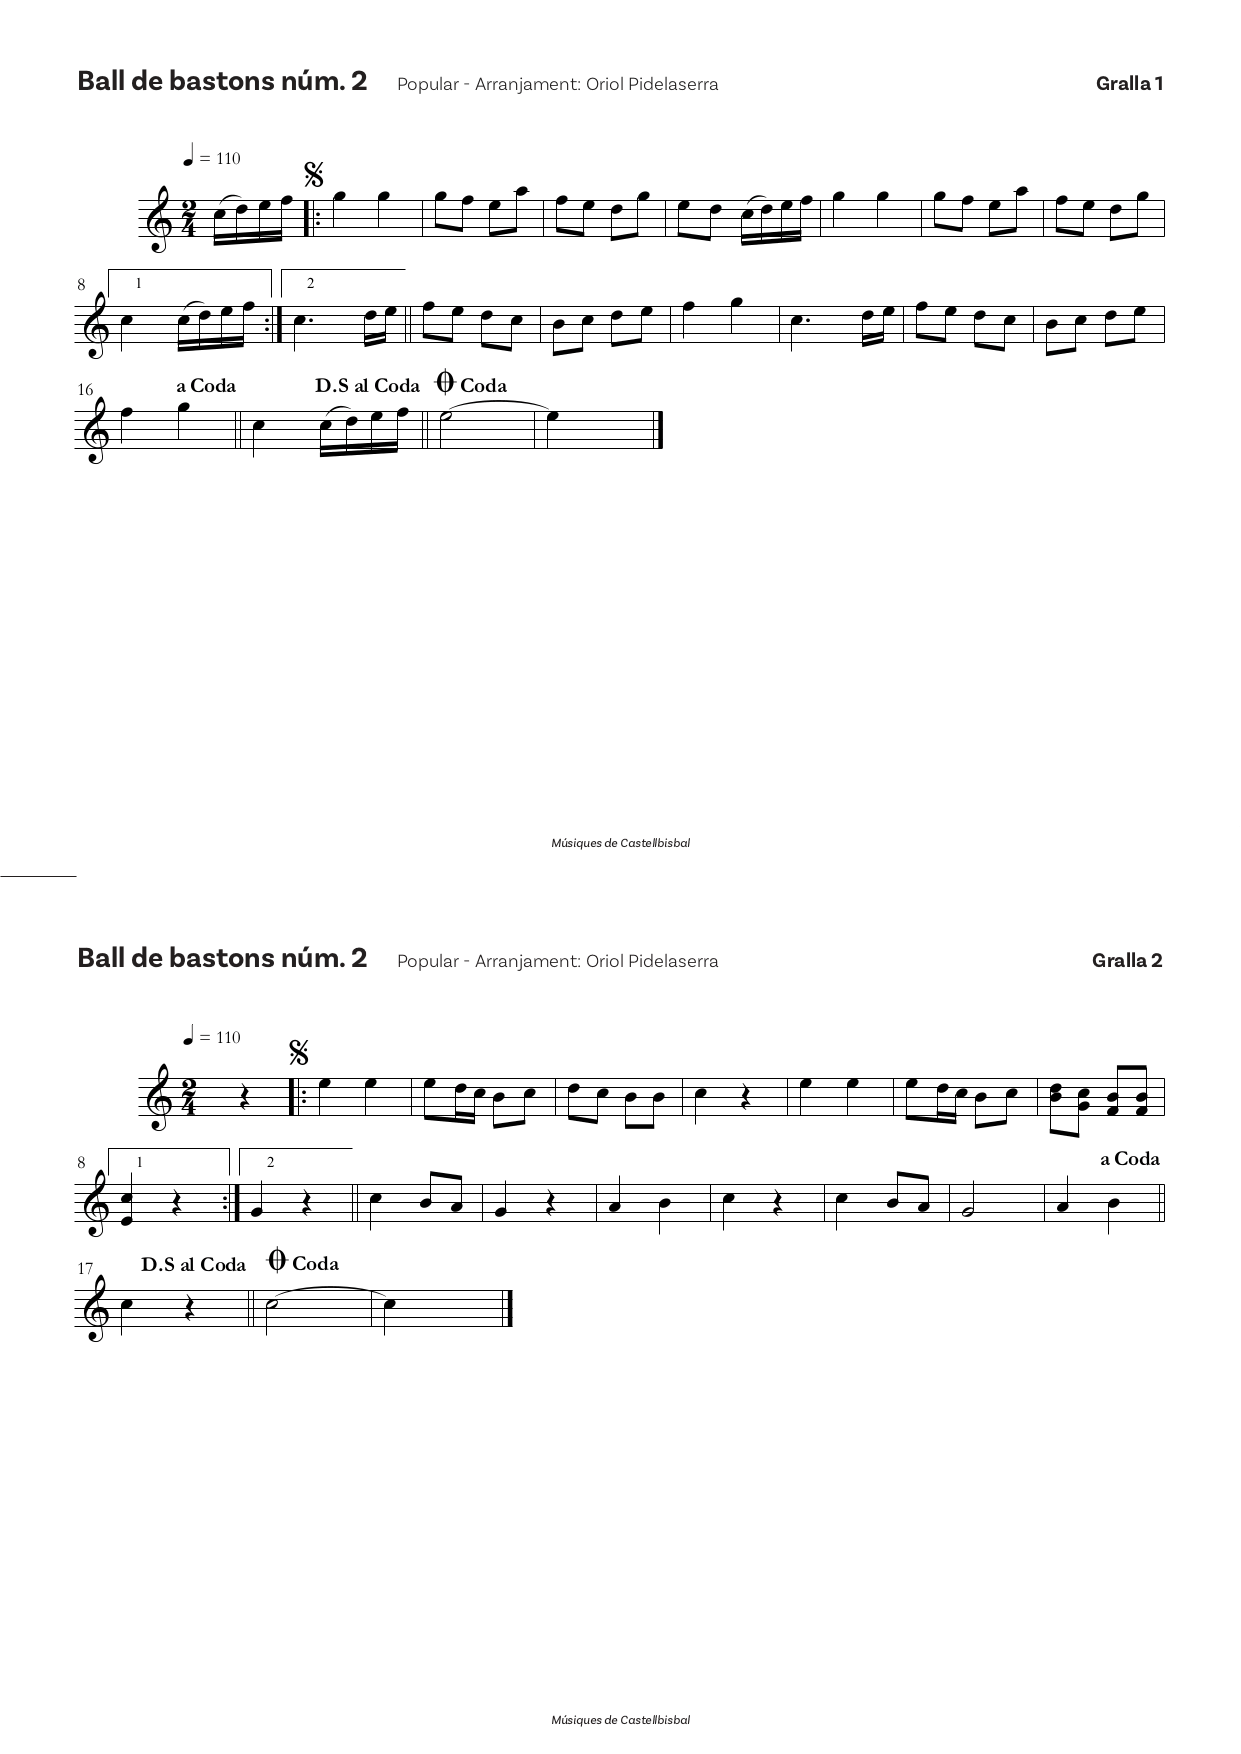 Ball de bastons núm. 2 Popular - Arranjament: Oriol Pidelaserra Gralla 1
= 110
2
4
8 1 2
16 a Coda D.S al Coda Coda
Músiques de Castellbisbal
Ball de bastons núm. 2 Popular - Arranjament: Oriol Pidelaserra Gralla 2
= 110
2
4
8 1 2 a Coda
17 D.S al Coda Coda
Músiques de Castellbisbal